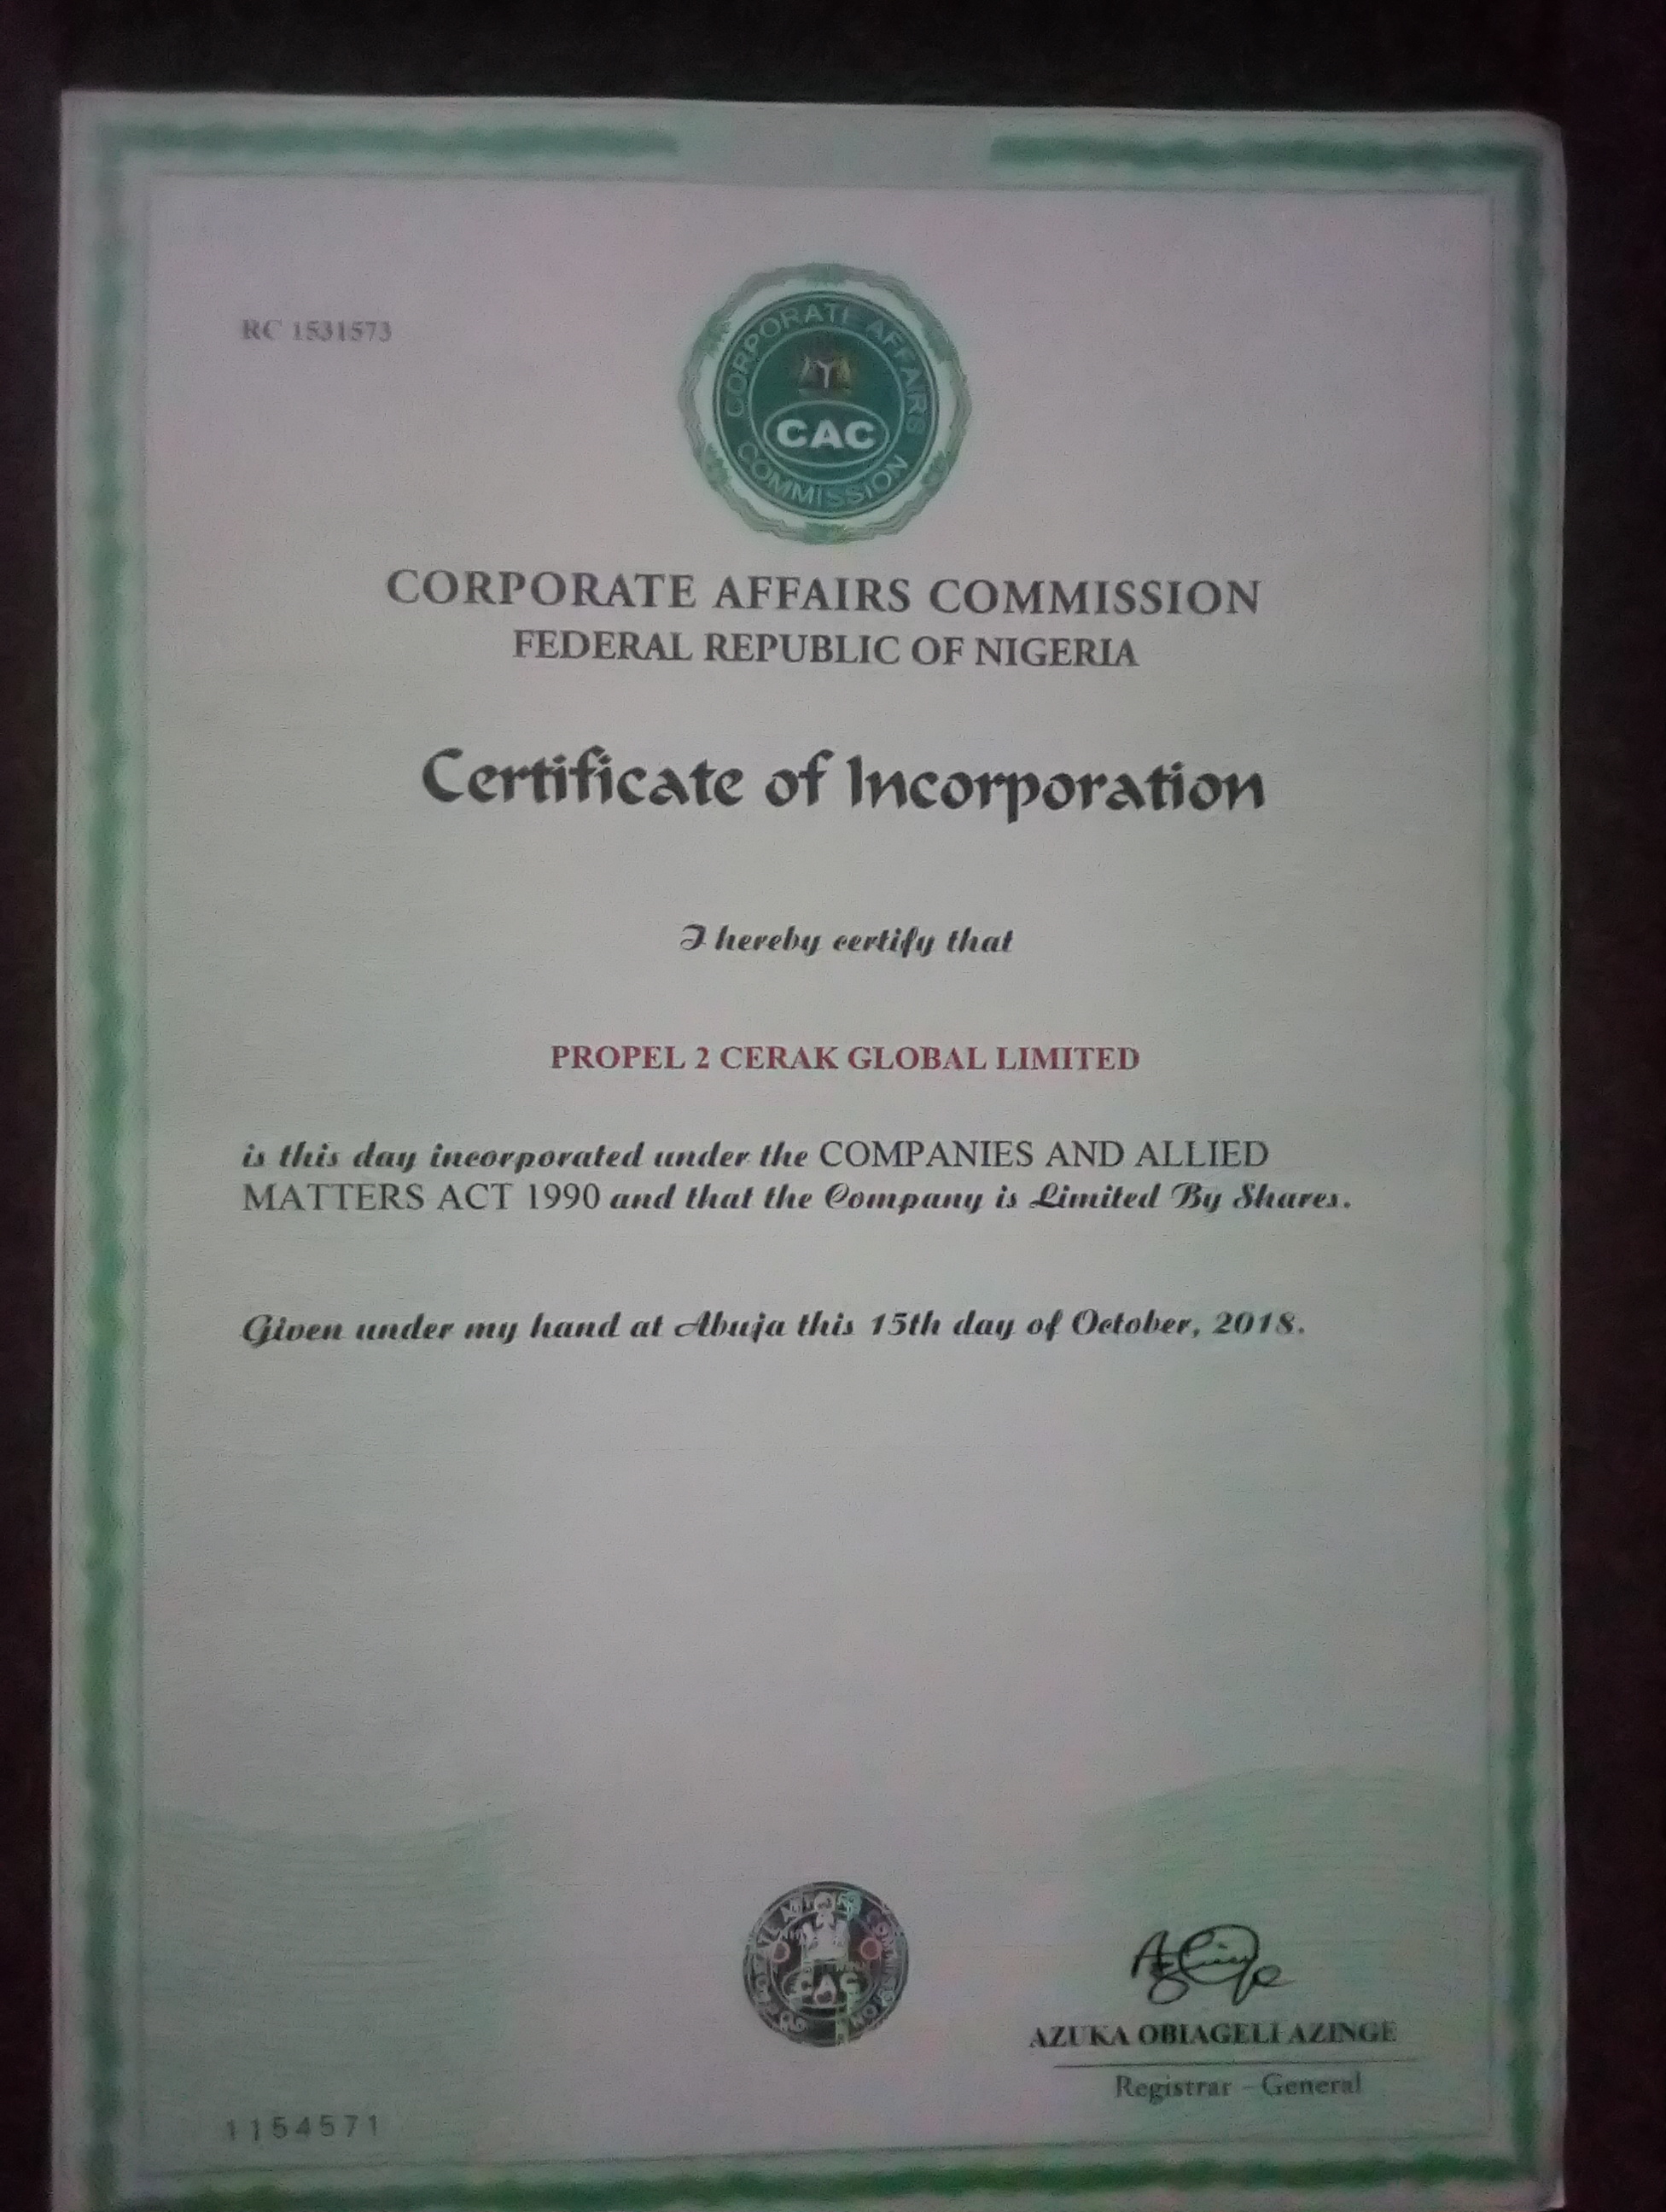 RC 1531573
CORPORATE AFFAIRS
CAC
COMMISSION
CORPORATE AFFAIRS COMMISSION
FEDERAL REPUBLIC OF NIGERIA
Certificate of Incorporation
I hereby certify that
PROPEL 2 CERAK GLOBAL LIMITED
is this day incorporated under the COMPANIES AND ALLIED
MATTERS ACT 1990 and that the Company is Limited By Shares.
Given under my hand at Abuja this 15th day of October, 2018.
CAC
AZUKA OBIAGELI AZINGE
Registrar - General
1154571